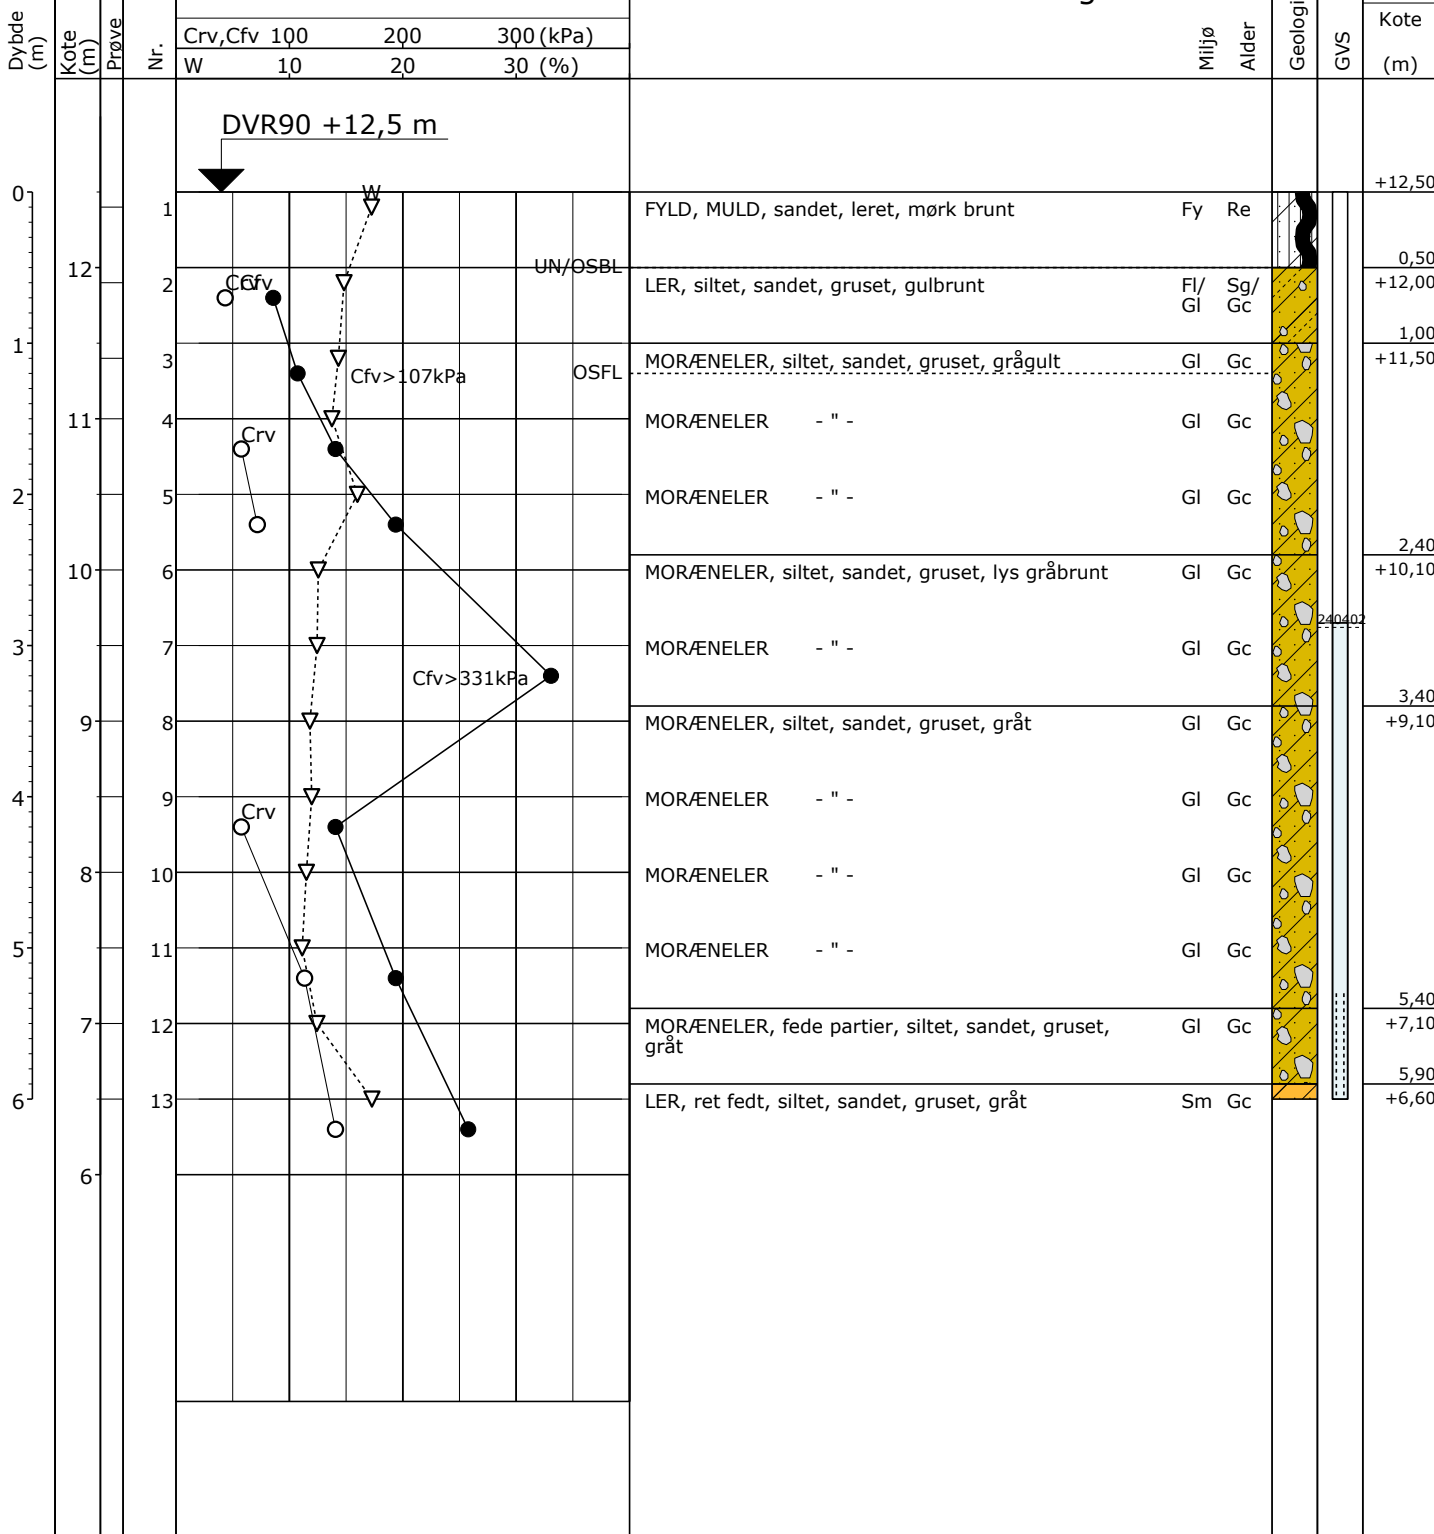 Dybde (m)
Kote (m)
Prøve
Nr.
Crv,Cfv 100 200 300 (kPa)
W 10 20 30 (%)
Miljø
Alder
Geologi
GVS
Kote
(m)
DVR90 +12,5 m
0
+12,50
W
1 FYLD, MULD, sandet, leret, mørk brunt Fy Re
0,50
12 UN/OSBL
2 Crv Cfv LER, siltet, sandet, gruset, gulbrunt Fl/ Sg/ +12,00
Gl Gc
1,00
1
3 MORÆNELER, siltet, sandet, gruset, grågult Gl Gc +11,50
Cfv>107kPa OSFL
11 4 MORÆNELER - " - Gl Gc
Crv
2 5 MORÆNELER - " - Gl Gc
2,40
10 6 MORÆNELER, siltet, sandet, gruset, lys gråbrunt Gl Gc +10,10
240402
3 7 MORÆNELER - " - Gl Gc
Cfv>331kPa
3,40
9 8 MORÆNELER, siltet, sandet, gruset, gråt Gl Gc +9,10
4 9 MORÆNELER - " - Gl Gc
Crv
8 10 MORÆNELER - " - Gl Gc
5 11 MORÆNELER - " - Gl Gc
5,40
7 12 MORÆNELER, fede partier, siltet, sandet, gruset, Gl Gc +7,10
gråt
5,90
6 13 LER, ret fedt, siltet, sandet, gruset, gråt Sm Gc +6,60
6